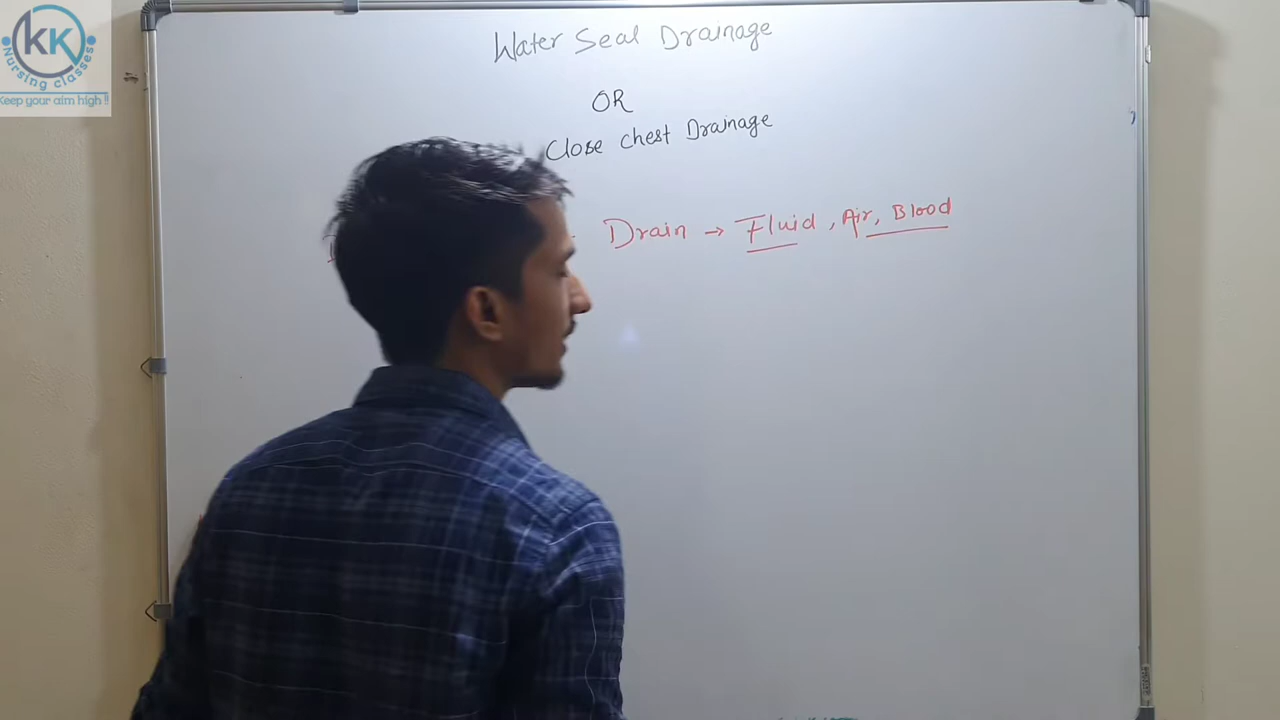 KK
Nursing classes
Keep your aim high !!
Water Seal Drainage
OR
Close Chest Drainage
Drain → Fluid, Air, Blood